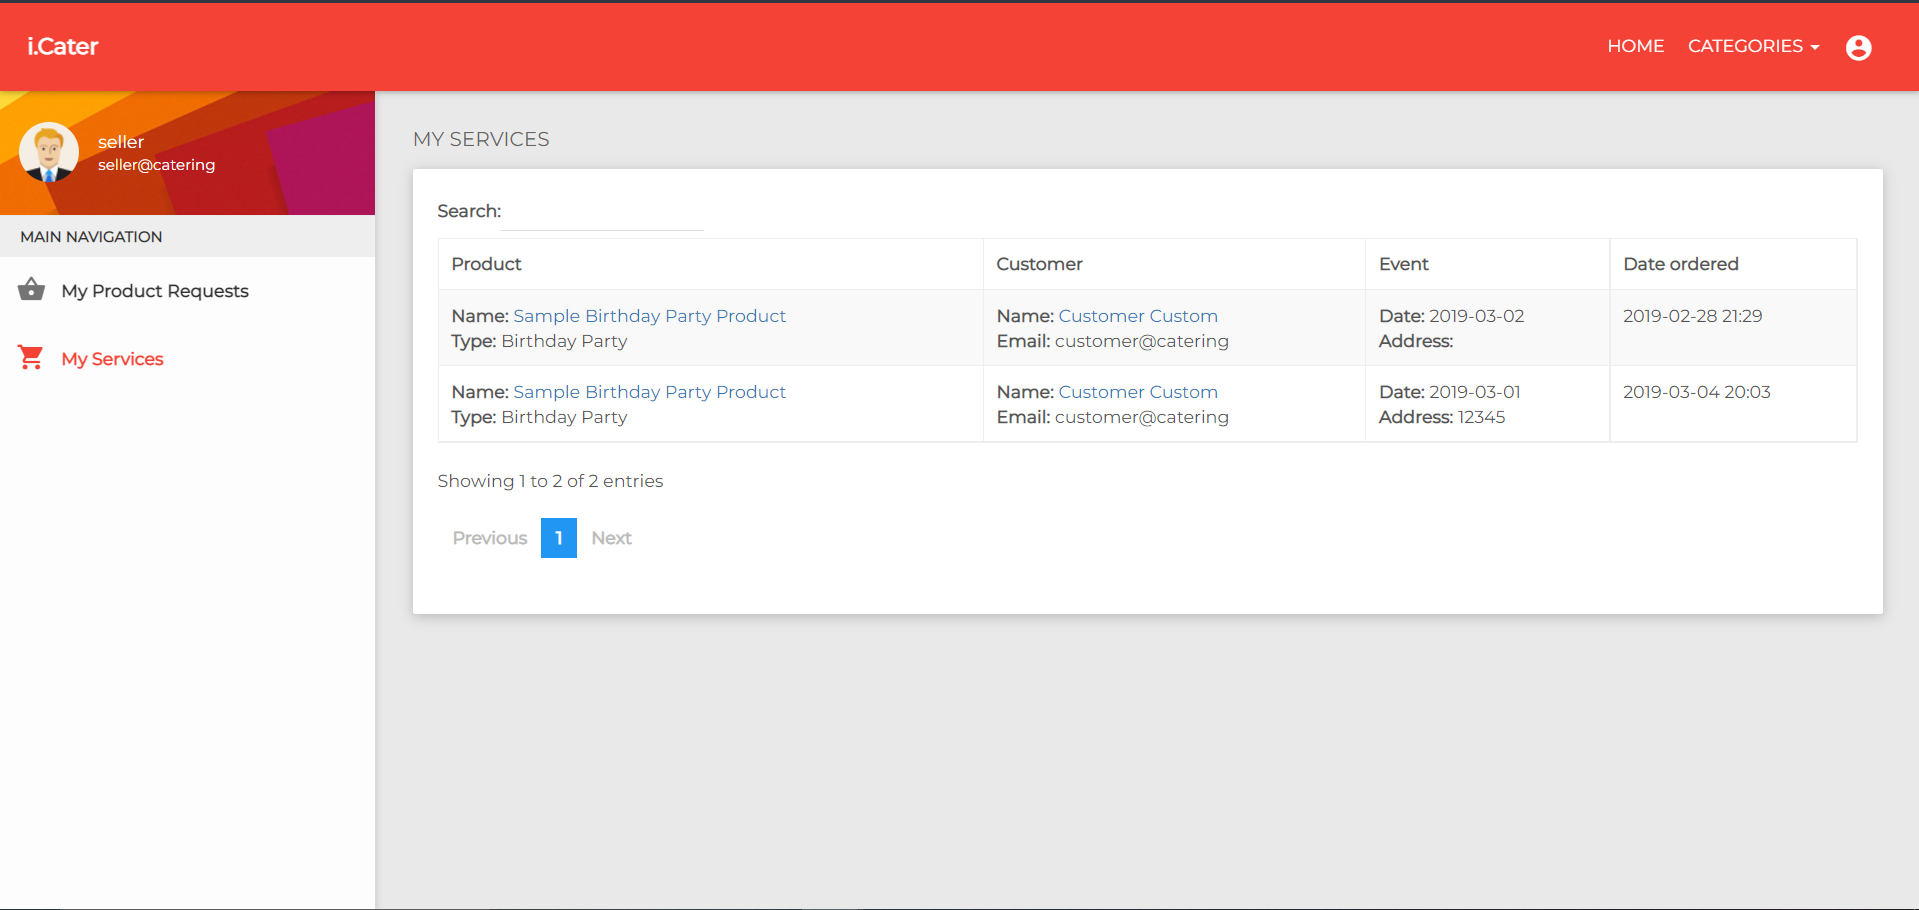 i.Cater
HOME CATEGORIES
seller
seller@catering
MAIN NAVIGATION
My Product Requests
My Services
MY SERVICES
Search:
Product Customer Event Date ordered
Name: Sample Birthday Party Product Name: Customer Custom Date: 2019-03-02 2019-02-28 21:29
Type: Birthday Party Email: customer@catering Address:
Name: Sample Birthday Party Product Name: Customer Custom Date: 2019-03-01 2019-03-04 20:03
Type: Birthday Party Email: customer@catering Address: 12345
Showing 1 to 2 of 2 entries
Previous 1 Next